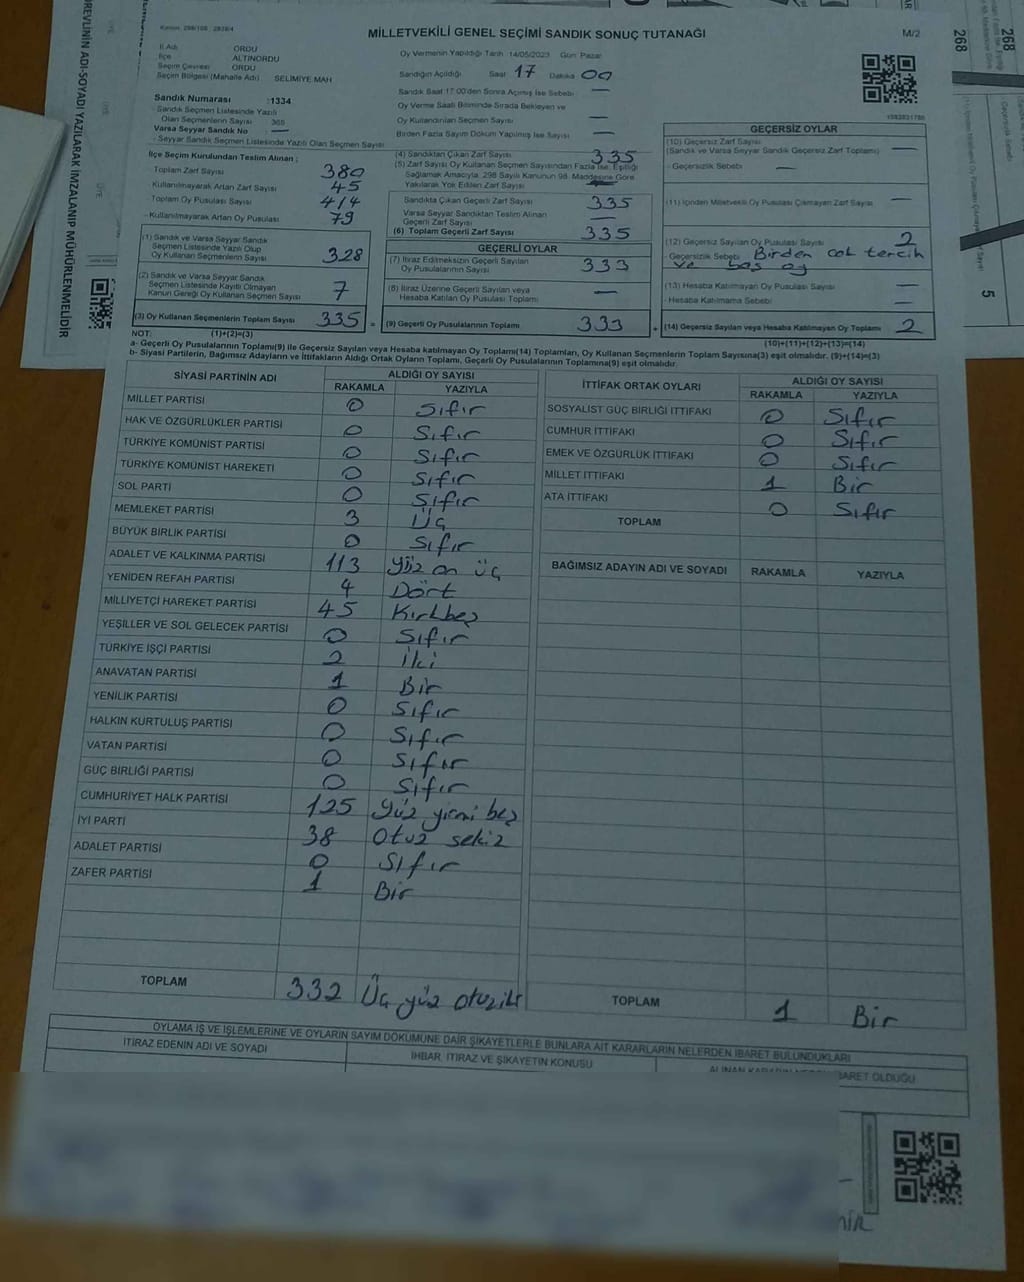 MİLLETVEKİLİ GENEL SEÇİMİ SANDIK SONUÇ TUTANAĞI
M/2
REVLİNİN ADI-SOYADI YAZILARAK İMZALANIP MÜHÜRLENMELİDİR
268
268
5
İl Adı ORDU
İlçe ALTINORDU
Seçim Çevresi ORDU
Seçim Bölgesi (Mahalle Adı) SELİMİYE MAH
Sandık Numarası :1334
Sandık Seçmen Listesinde Yazılı
Olan Seçmenlerin Sayısı 365
Varsa Seyyar Sandık No —
Seyyar Sandık Seçmen Listesinde Yazılı Olan Seçmen Sayısı
İlçe Seçim Kurulundan Teslim Alınan ;
Toplam Zarf Sayısı 380
Kullanılmayarak Artan Zarf Sayısı 45
Toplam Oy Pusulası Sayısı 414
Kullanılmayarak Artan Oy Pusulası 79
(1) Sandık ve Varsa Seyyar Sandık
Seçmen Listesinde Yazılı Olup
Oy Kullanan Seçmenlerin Sayısı 328
(2) Sandık ve Varsa Seyyar Sandık
Seçmen Listesinde Kayıtlı Olmayan
Kanun Gereği Oy Kullanan Seçmen Sayısı 7
(3) Oy Kullanan Seçmenlerin Toplam Sayısı 335 =
Oy Vermenin Yapıldığı Tarih 14/05/2023 Gün Pazar
Sandığın Açıldığı Saat 17 Dakika 00
Sandık Saat 17:00'den Sonra Açılmış İse Sebebi —
Oy Verme Saati Bitiminde Sırada Bekleyen ve
Oy Kullandırılan Seçmen Sayısı —
Birden Fazla Sayım Döküm Yapılmış İse Sayısı —
(4) Sandıktan Çıkan Zarf Sayısı 335
(5) Zarf Sayısı Oy Kullanan Seçmen Sayısından Fazla İse, Eşitliği
Sağlamak Amacıyla, 298 Sayılı Kanunun 98. Maddesine Göre
Yakılarak Yok Edilen Zarf Sayısı —
Sandıkta Çıkan Geçerli Zarf Sayısı 335
Varsa Seyyar Sandıktan Teslim Alınan
Geçerli Zarf Sayısı —
(6) Toplam Geçerli Zarf Sayısı 335
GEÇERLİ OYLAR
(7) İtiraz Edilmeksizin Geçerli Sayılan
Oy Pusulalarının Sayısı 333
(8) İtiraz Üzerine Geçerli Sayılan veya
Hesaba Katılan Oy Pusulası Toplamı —
(9) Geçerli Oy Pusulalarının Toplamı 333 +
GEÇERSİZ OYLAR
(10) Geçersiz Zarf Sayısı
(Sandık ve Varsa Seyyar Sandık Geçersiz Zarf Toplamı) —
- Geçersizlik Sebebi —
(11) İçinden Milletvekili Oy Pusulası Çıkmayan Zarf Sayısı —
(12) Geçersiz Sayılan Oy Pusulası Sayısı 2
- Geçersizlik Sebebi Birden çok tercih
ve boş oy
(13) Hesaba Katılmayan Oy Pusulası Sayısı —
- Hesaba Katılmama Sebebi —
(14) Geçersiz Sayılan veya Hesaba Katılmayan Oy Toplamı 2
NOT: (1)+(2)=(3)
(10)+(11)+(12)+(13)=(14)
a- Geçerli Oy Pusulalarının Toplamı(9) ile Geçersiz Sayılan veya Hesaba katılmayan Oy Toplamı(14) Toplamları, Oy Kullanan Seçmenlerin Toplam Sayısına(3) eşit olmalıdır. (9)+(14)=(3)
b- Siyasi Partilerin, Bağımsız Adayların ve İttifakların Aldığı Ortak Oyların Toplamı, Geçerli Oy Pusulalarının Toplamına(9) eşit olmalıdır.
SİYASİ PARTİNİN ADI
ALDIĞI OY SAYISI
RAKAMLA YAZIYLA
MİLLET PARTİSİ 0 Sıfır
HAK VE ÖZGÜRLÜKLER PARTİSİ 0 Sıfır
TÜRKİYE KOMÜNİST PARTİSİ 0 Sıfır
TÜRKİYE KOMÜNİST HAREKETİ 0 Sıfır
SOL PARTİ 0 Sıfır
MEMLEKET PARTİSİ 3 Üç
BÜYÜK BİRLİK PARTİSİ 0 Sıfır
ADALET VE KALKINMA PARTİSİ 113 Yüz on üç
YENİDEN REFAH PARTİSİ 4 Dört
MİLLİYETÇİ HAREKET PARTİSİ 45 Kırkbeş
YEŞİLLER VE SOL GELECEK PARTİSİ 0 Sıfır
TÜRKİYE İŞÇİ PARTİSİ 2 İki
ANAVATAN PARTİSİ 1 Bir
YENİLİK PARTİSİ 0 Sıfır
HALKIN KURTULUŞ PARTİSİ 0 Sıfır
VATAN PARTİSİ 0 Sıfır
GÜÇ BİRLİĞİ PARTİSİ 0 Sıfır
CUMHURİYET HALK PARTİSİ 125 Yüz yirmi beş
İYİ PARTİ 38 Otuz sekiz
ADALET PARTİSİ 0 Sıfır
ZAFER PARTİSİ 1 Bir
TOPLAM 332 Üç yüz otuz iki
İTTİFAK ORTAK OYLARI
ALDIĞI OY SAYISI
RAKAMLA YAZIYLA
SOSYALİST GÜÇ BİRLİĞİ İTTİFAKI 0 Sıfır
CUMHUR İTTİFAKI 0 Sıfır
EMEK VE ÖZGÜRLÜK İTTİFAKI 0 Sıfır
MİLLET İTTİFAKI 1 Bir
ATA İTTİFAKI 0 Sıfır
TOPLAM
BAĞIMSIZ ADAYIN ADI VE SOYADI RAKAMLA YAZIYLA
TOPLAM 1 Bir
OYLAMA İŞ VE İŞLEMLERİNE VE OYLARIN SAYIM DÖKÜMÜNE DAİR ŞİKAYETLERLE BUNLARA AİT KARARLARIN NELERDEN İBARET BULUNDUKLARI
İTİRAZ EDENİN ADI VE SOYADI
İHBAR, İTİRAZ VE ŞİKAYETİN KONUSU